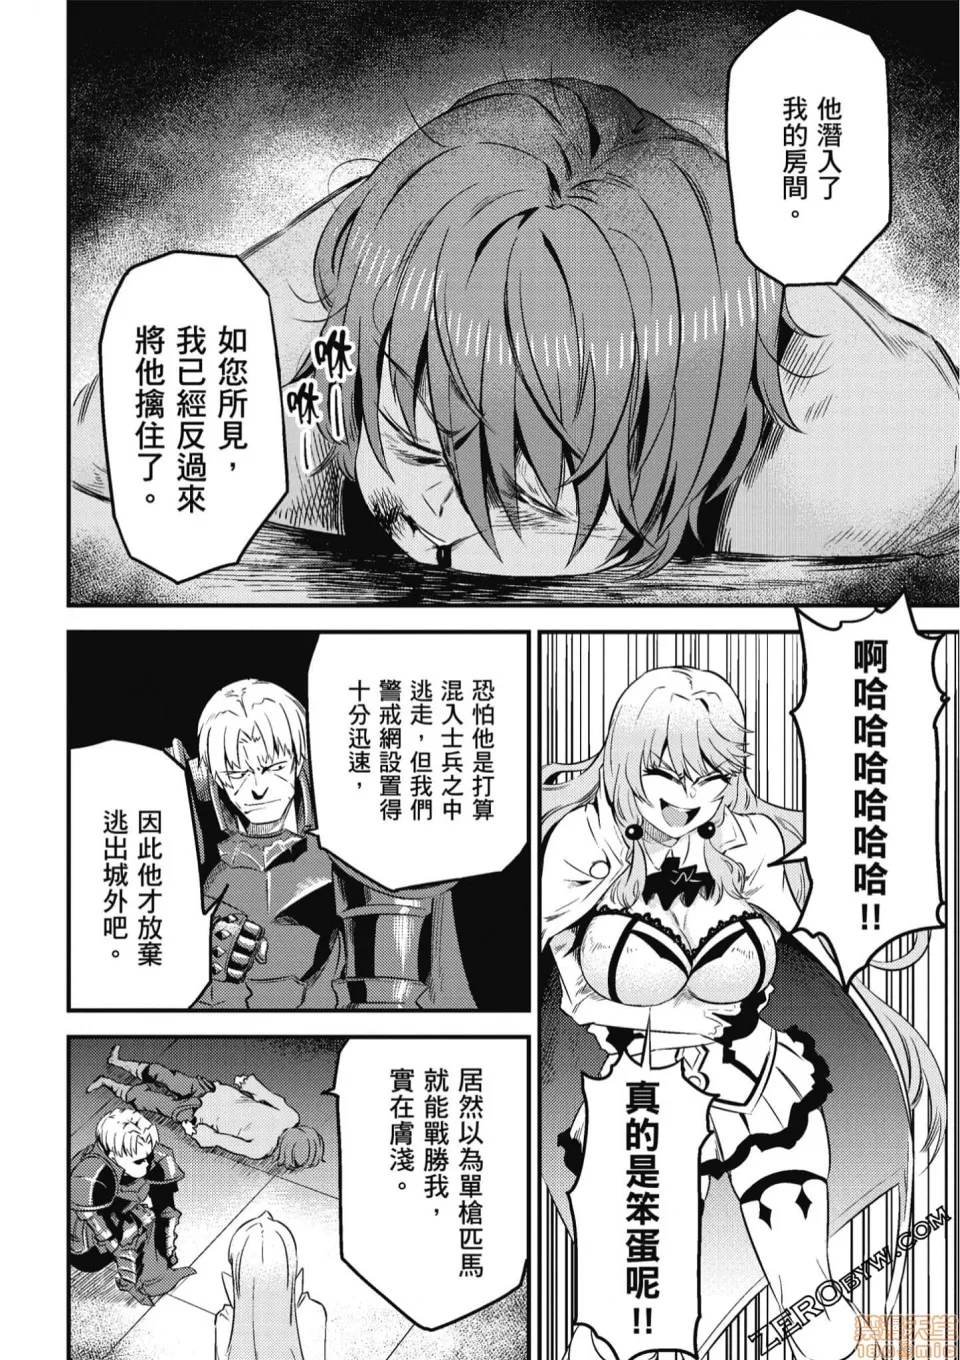 他潛入了
我的房間。
如您所見，
我已經反過來
將他擒住了。
咻—
咻—
啊哈哈哈哈哈哈!!
真的是笨蛋呢!!
恐怕他是打算
混入士兵之中
逃走，但我們
警戒網設置得
十分迅速，
因此他才放棄
逃出城外吧。
居然以為單槍匹馬
就能戰勝我，
實在膚淺。
ZEROBYW.COM